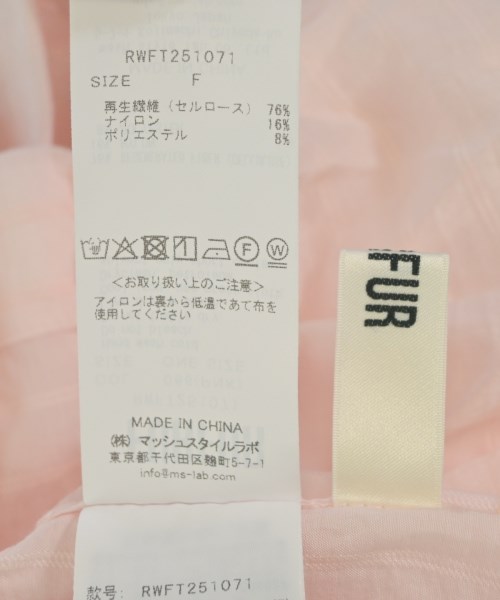 RWFT251071
SIZE F
再生繊維（セルロース） 76%
ナイロン 16%
ポリエステル 8%
＜お取り扱い上のご注意＞
アイロンは裏から低温であて布を
使用してください
MADE IN CHINA
(株) マッシュスタイルラボ
東京都千代田区麹町5-7-1
info@ms-lab.com
款号: RWFT251071
FUR